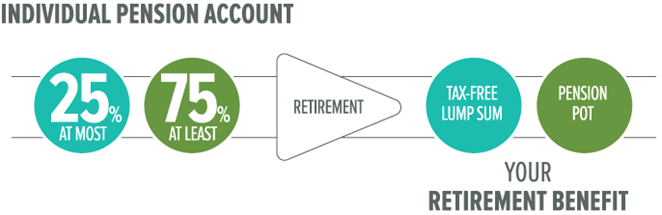 INDIVIDUAL PENSION ACCOUNT
25%
AT MOST
75%
AT LEAST
RETIREMENT
TAX-FREE
LUMP SUM
PENSION
POT
YOUR
RETIREMENT BENEFIT